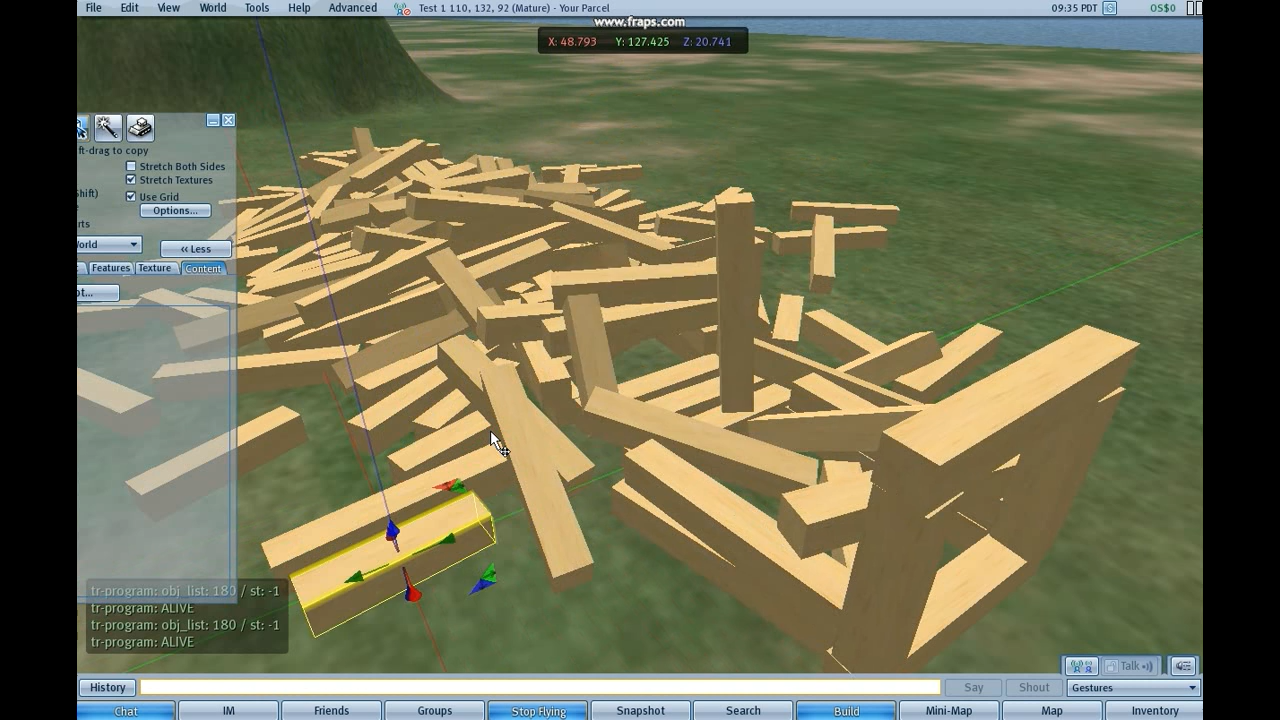 File Edit View World Tools Help Advanced Test 1 110, 132, 92 (Mature) - Your Parcel 09:35 PDT OS$0
www.fraps.com
X: 48.793 Y: 127.425 Z: 20.741
ft-drag to copy
Stretch Both Sides
Stretch Textures
Shift) Use Grid
Options...
rts
World << Less
Features Texture Content
pt...
tr-program: obj_list: 180 / st: -1
tr-program: ALIVE
tr-program: obj_list: 180 / st: -1
tr-program: ALIVE
Talk
History Say Shout Gestures
Chat IM Friends Groups Stop Flying Snapshot Search Build Mini-Map Map Inventory